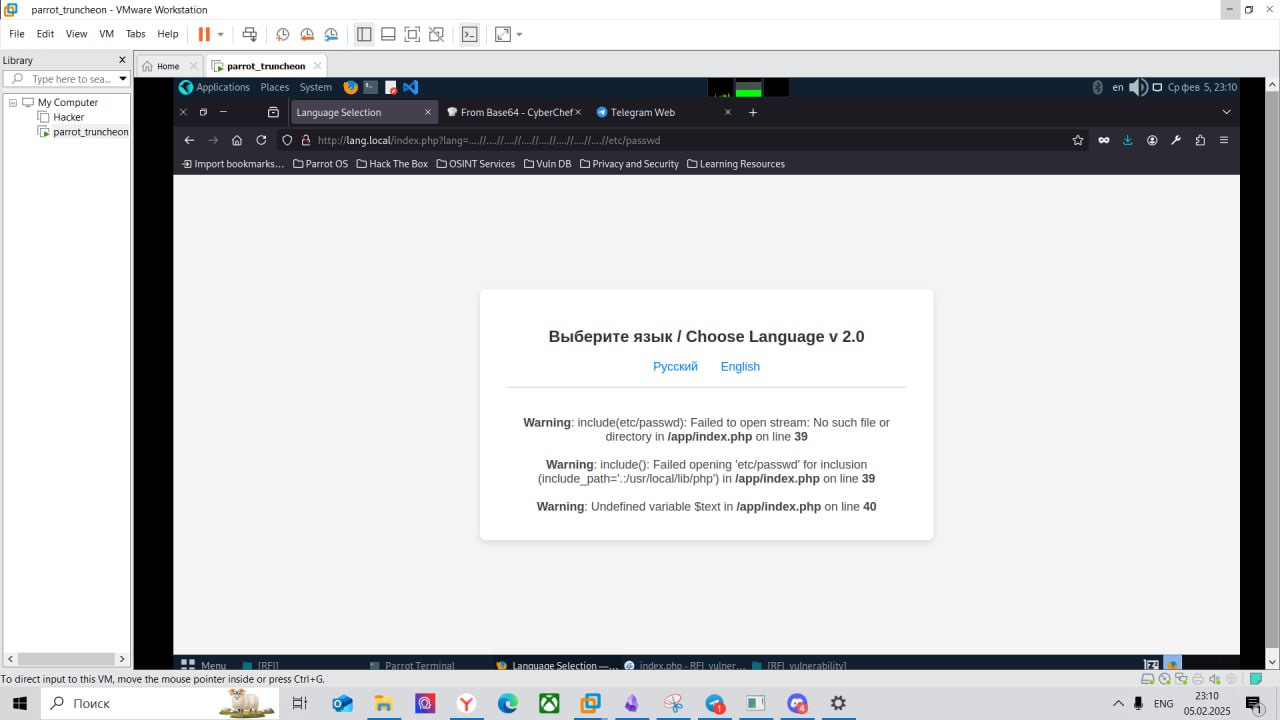 parrot_truncheon - VMware Workstation
File Edit View VM Tabs Help
Library
Type here to sea...
My Computer
Hacker
parrot_truncheon
Home
parrot_truncheon
Applications Places System
en
Ср фев 5, 23:10
Language Selection
From Base64 - CyberChef
Telegram Web
http://lang.local/index.php?lang=....//....//....//....//....//....//....//....//etc/passwd
Import bookmarks... Parrot OS Hack The Box OSINT Services Vuln DB Privacy and Security Learning Resources
Выберите язык / Choose Language v 2.0
Русский English
Warning: include(etc/passwd): Failed to open stream: No such file or
directory in /app/index.php on line 39
Warning: include(): Failed opening 'etc/passwd' for inclusion
(include_path='.:/usr/local/lib/php') in /app/index.php on line 39
Warning: Undefined variable $text in /app/index.php on line 40
Menu [RFI] Parrot Terminal Language Selection —... index.php - RFI_vulner... [RFI_vulnerability]
To direct input to this VM, move the mouse pointer inside or press Ctrl+G.
Поиск
ENG
23:10
05.02.2025